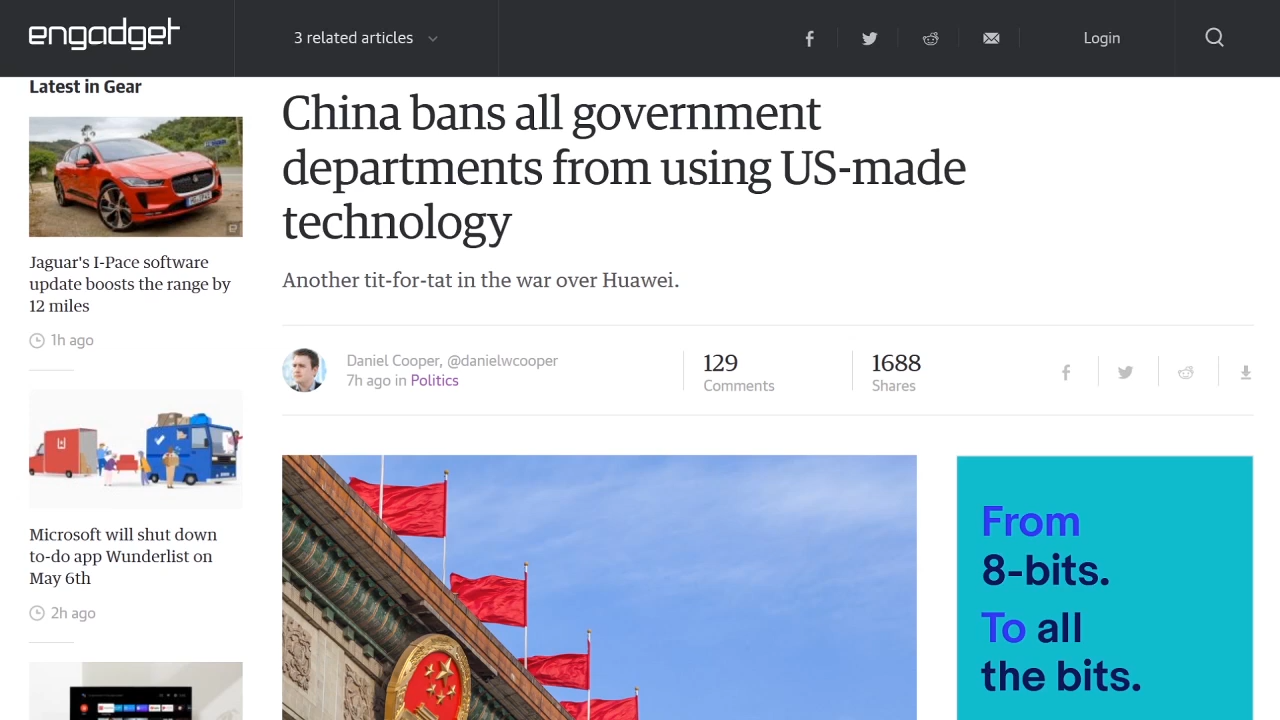 engadget
3 related articles
Login
Latest in Gear
Jaguar's I-Pace software
update boosts the range by
12 miles
1h ago
Microsoft will shut down
to-do app Wunderlist on
May 6th
2h ago
China bans all government
departments from using US-made
technology
Another tit-for-tat in the war over Huawei.
Daniel Cooper, @danielwcooper
7h ago in Politics
129
Comments
1688
Shares
From
8-bits.
To all
the bits.